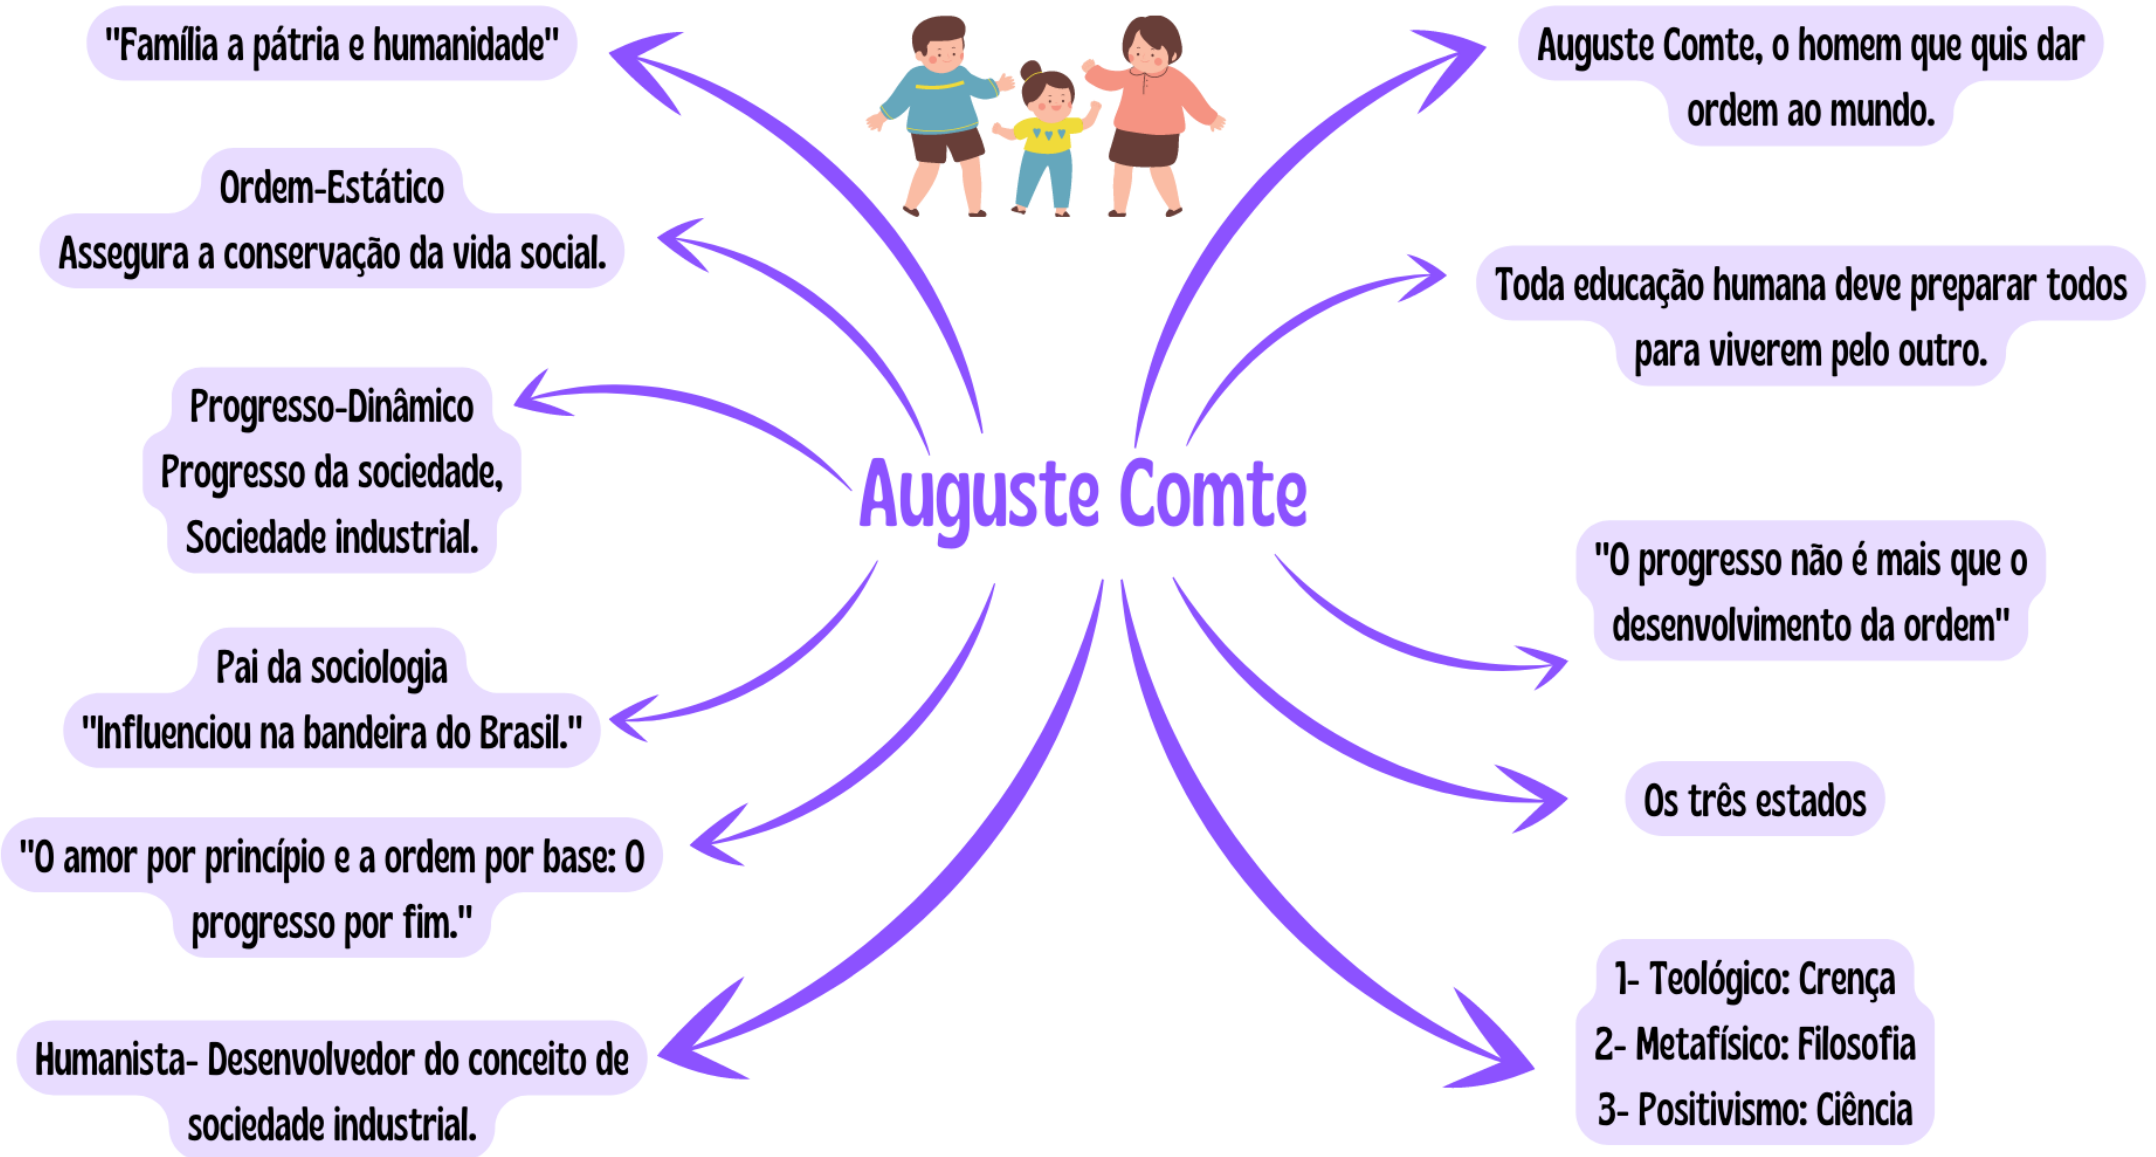 "Família a pátria e humanidade"
Ordem-Estático
Assegura a conservação da vida social.
Progresso-Dinâmico
Progresso da sociedade,
Sociedade industrial.
Pai da sociologia
"Influenciou na bandeira do Brasil."
"O amor por princípio e a ordem por base: O
progresso por fim."
Humanista- Desenvolvedor do conceito de
sociedade industrial.
Auguste Comte
Auguste Comte, o homem que quis dar
ordem ao mundo.
Toda educação humana deve preparar todos
para viverem pelo outro.
"O progresso não é mais que o
desenvolvimento da ordem"
Os três estados
1- Teológico: Crença
2- Metafísico: Filosofia
3- Positivismo: Ciência